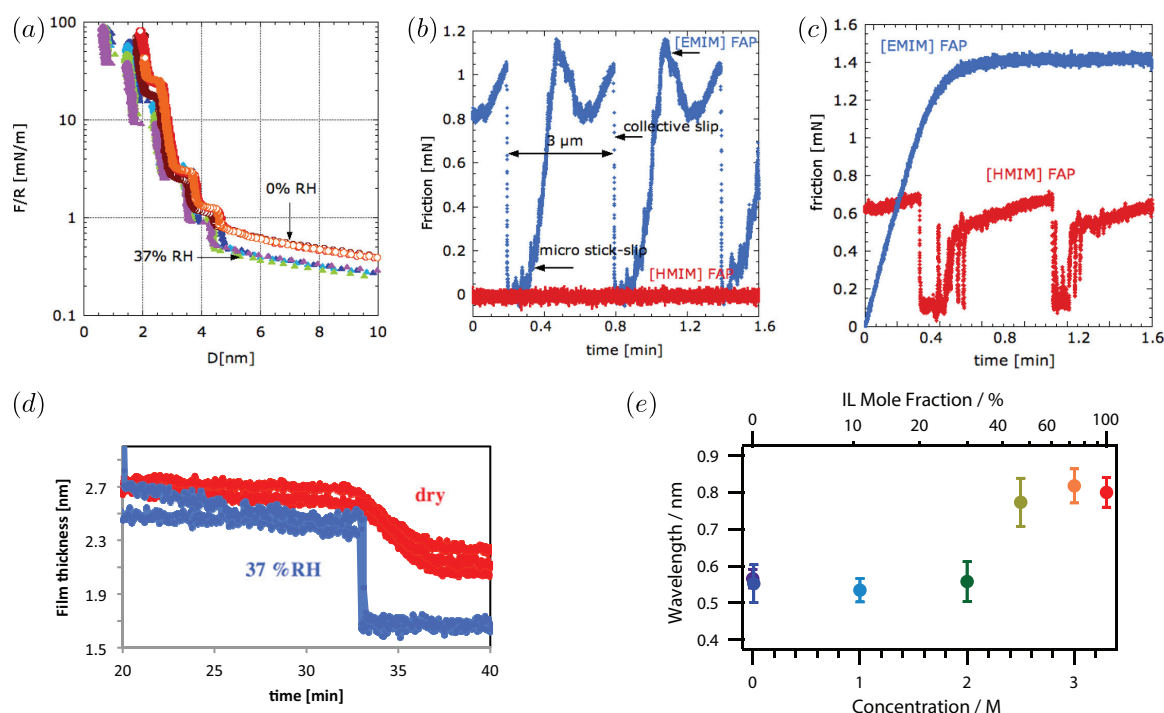 (a)
100
10
1
0.1
F/R [mN/m]
0% RH
37% RH
0 2 4 6 8 10
D[nm]
(b)
1.2
1
0.8
0.6
0.4
0.2
0
Friction [mN]
[EMIM] FAP
collective slip
3 µm
micro stick-slip
[HMIM] FAP
0 0.4 0.8 1.2 1.6
time [min]
(c)
1.6
1.4
1.2
1
0.8
0.6
0.4
0.2
0
friction [mN]
[EMIM] FAP
[HMIM] FAP
0 0.4 0.8 1.2 1.6
time [min]
(d)
2.7
2.3
1.9
1.5
Film thickness [nm]
dry
37 %RH
20 25 30 35 40
time [min]
(e)
IL Mole Fraction / %
0 10 20 40 60 100
0.9
0.8
0.7
0.6
0.5
0.4
Wavelength / nm
0 1 2 3
Concentration / M